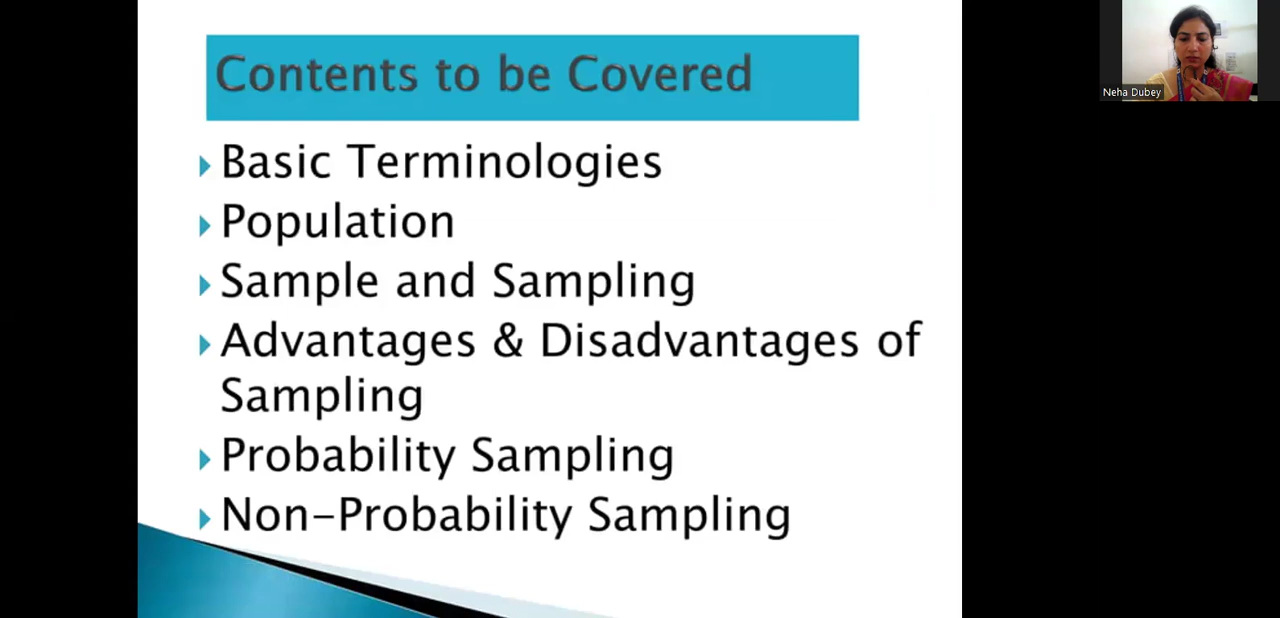 Contents to be Covered
Basic Terminologies
Population
Sample and Sampling
Advantages & Disadvantages of
Sampling
Probability Sampling
Non-Probability Sampling
Neha Dubey